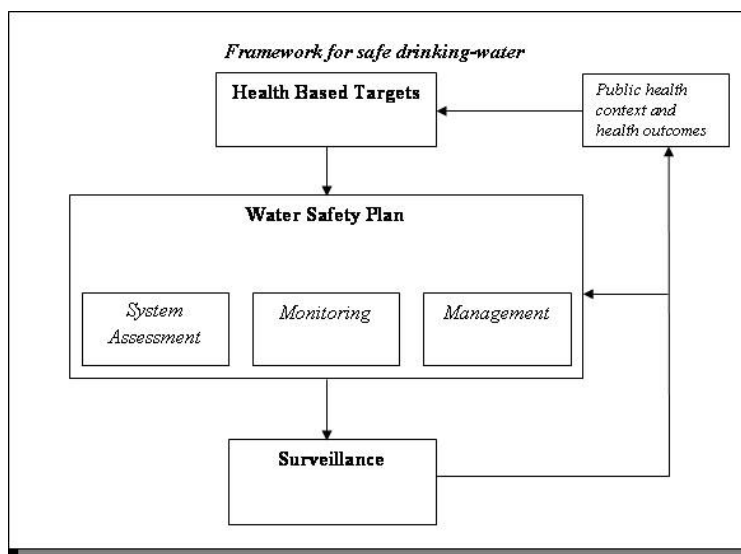 Framework for safe drinking-water
Health Based Targets
Public health
context and
health outcomes
Water Safety Plan
System
Assessment
Monitoring
Management
Surveillance